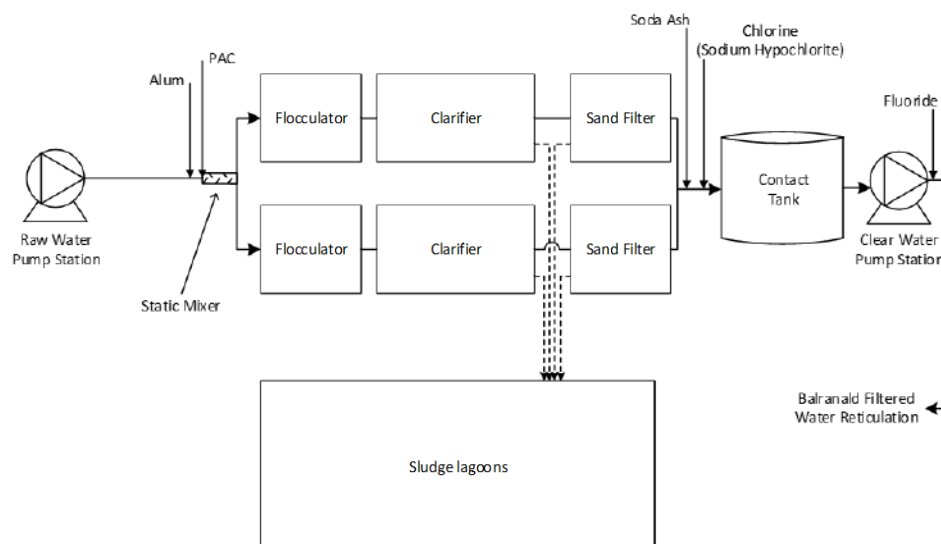 Soda Ash
Chlorine
(Sodium Hypochlorite)
PAC
Alum
Fluoride
Flocculator
Clarifier
Sand Filter
Contact
Tank
Raw Water
Pump Station
Clear Water
Pump Station
Flocculator
Clarifier
Sand Filter
Static Mixer
Balranald Filtered
Water Reticulation
Sludge lagoons